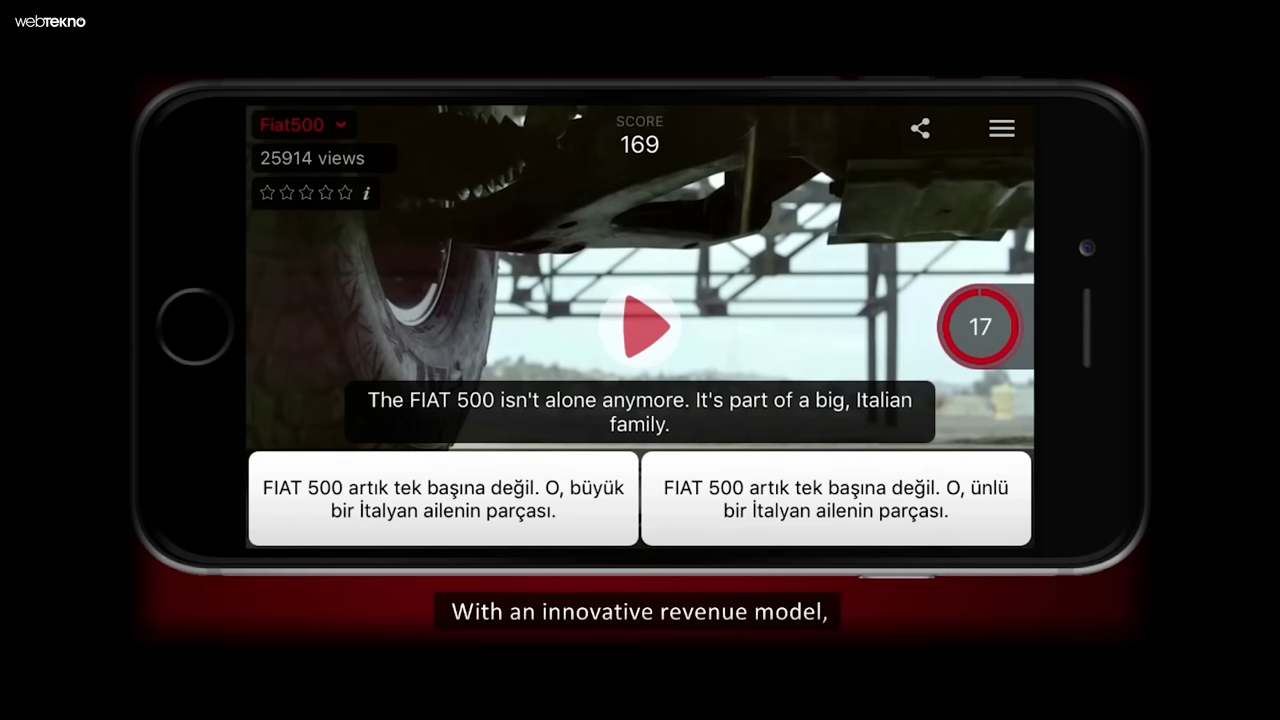 webtekno
Fiat500
25914 views
i
SCORE
169
17
The FIAT 500 isn't alone anymore. It's part of a big, Italian
family.
FIAT 500 artık tek başına değil. O, büyük
bir İtalyan ailenin parçası.
FIAT 500 artık tek başına değil. O, ünlü
bir İtalyan ailenin parçası.
With an innovative revenue model,